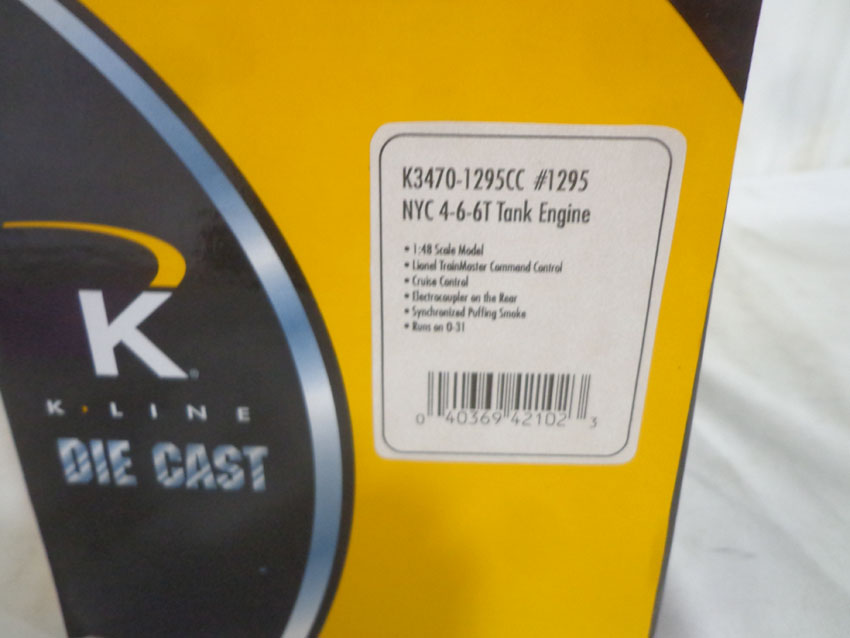 K
K·LINE
DIE CAST
K3470-1295CC #1295
NYC 4-6-6T Tank Engine
• 1:48 Scale Model
• Lionel TrainMaster Command Control
• Cruise Control
• Electrocoupler on the Rear
• Synchronized Puffing Smoke
• Runs on O-31
0 40369 42102 3